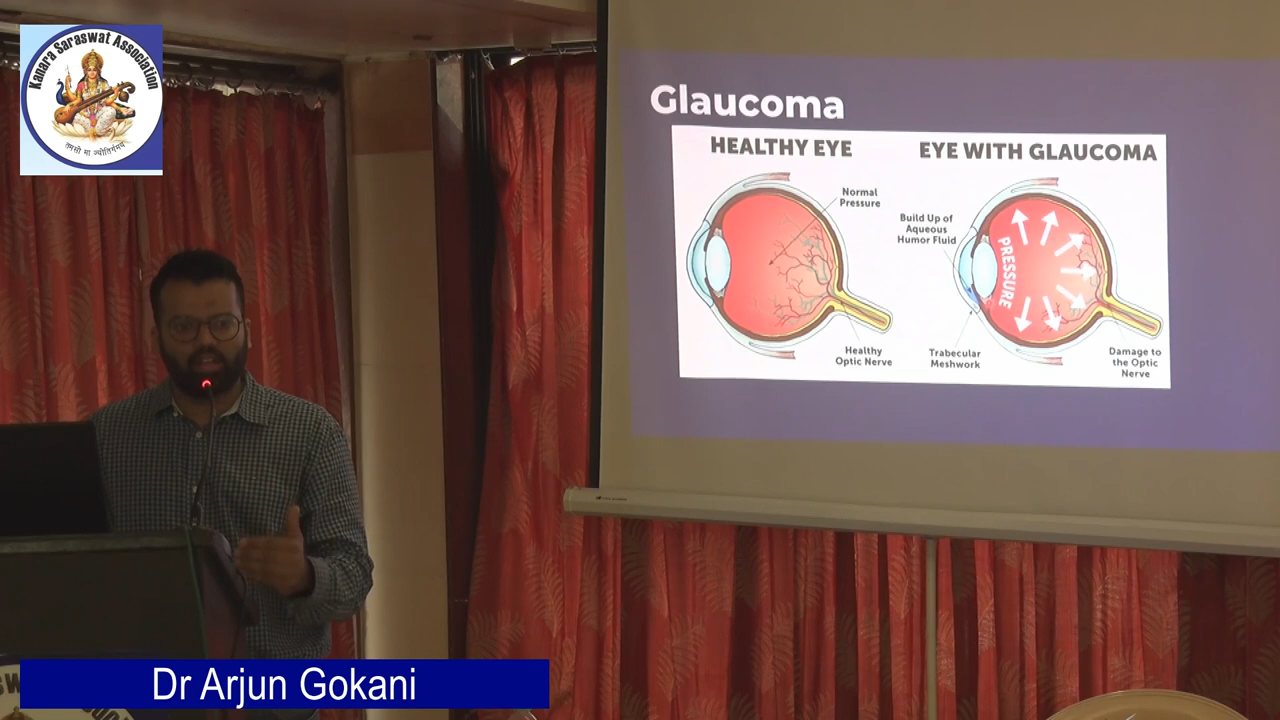 Kanara Saraswat Association
तमसो मा ज्योतिर्गमय
Glaucoma
HEALTHY EYE
EYE WITH GLAUCOMA
Normal
Pressure
Build Up of
Aqueous
Humor Fluid
PRESSURE
Healthy
Optic Nerve
Trabecular
Meshwork
Damage to
the Optic
Nerve
Dr Arjun Gokani